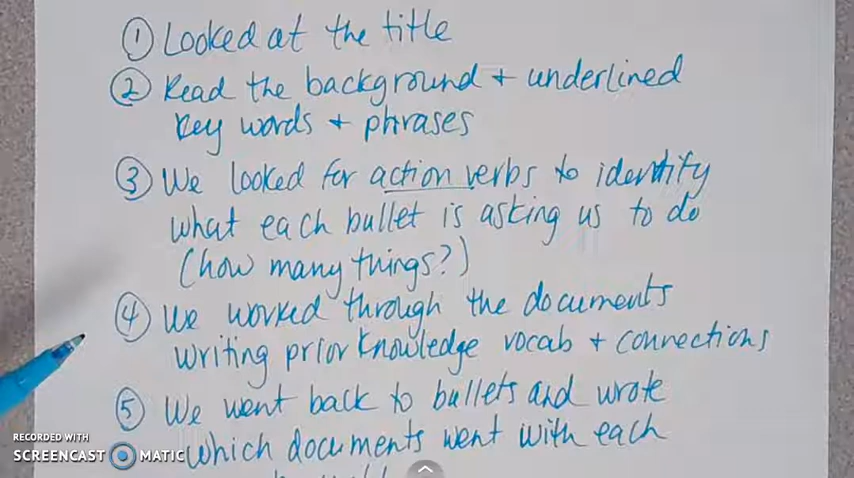 ① Looked at the title
② Read the background + underlined
key words + phrases
③ We looked for action verbs to identify
what each bullet is asking us to do
(how many things?)
④ We worked through the documents
writing prior knowledge vocab + connections
⑤ We went back to bullets and wrote
which documents went with each
RECORDED WITH
SCREENCAST MATIC